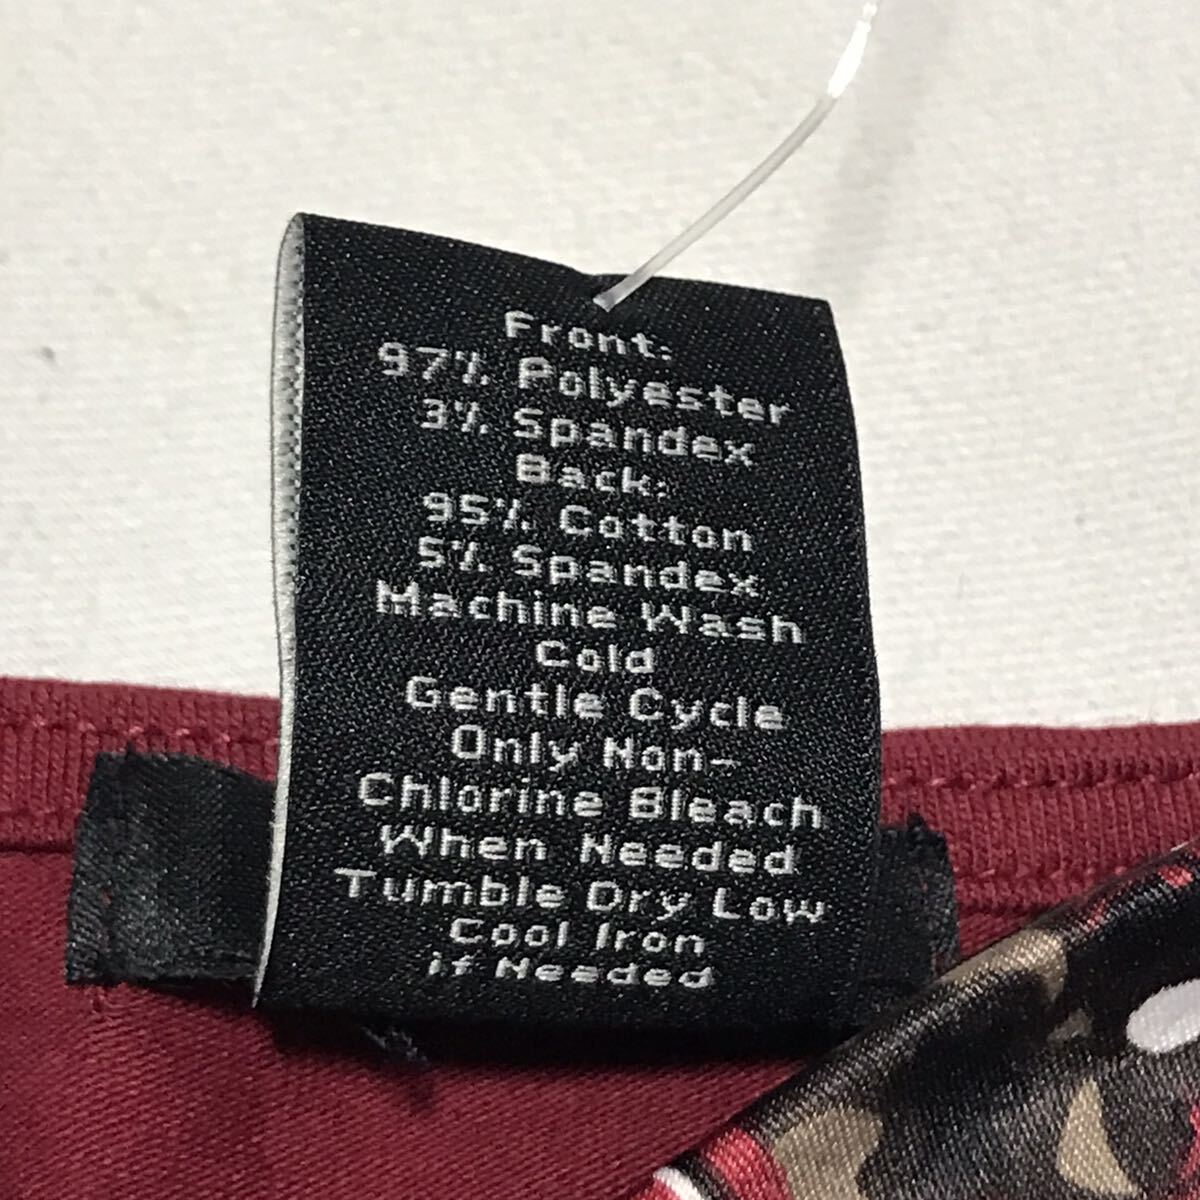 Front:
97% Polyester
3% Spandex
Back:
95% Cotton
5% Spandex
Machine Wash
Cold
Gentle Cycle
Only Non-
Chlorine Bleach
When Needed
Tumble Dry Low
Cool Iron
if Needed